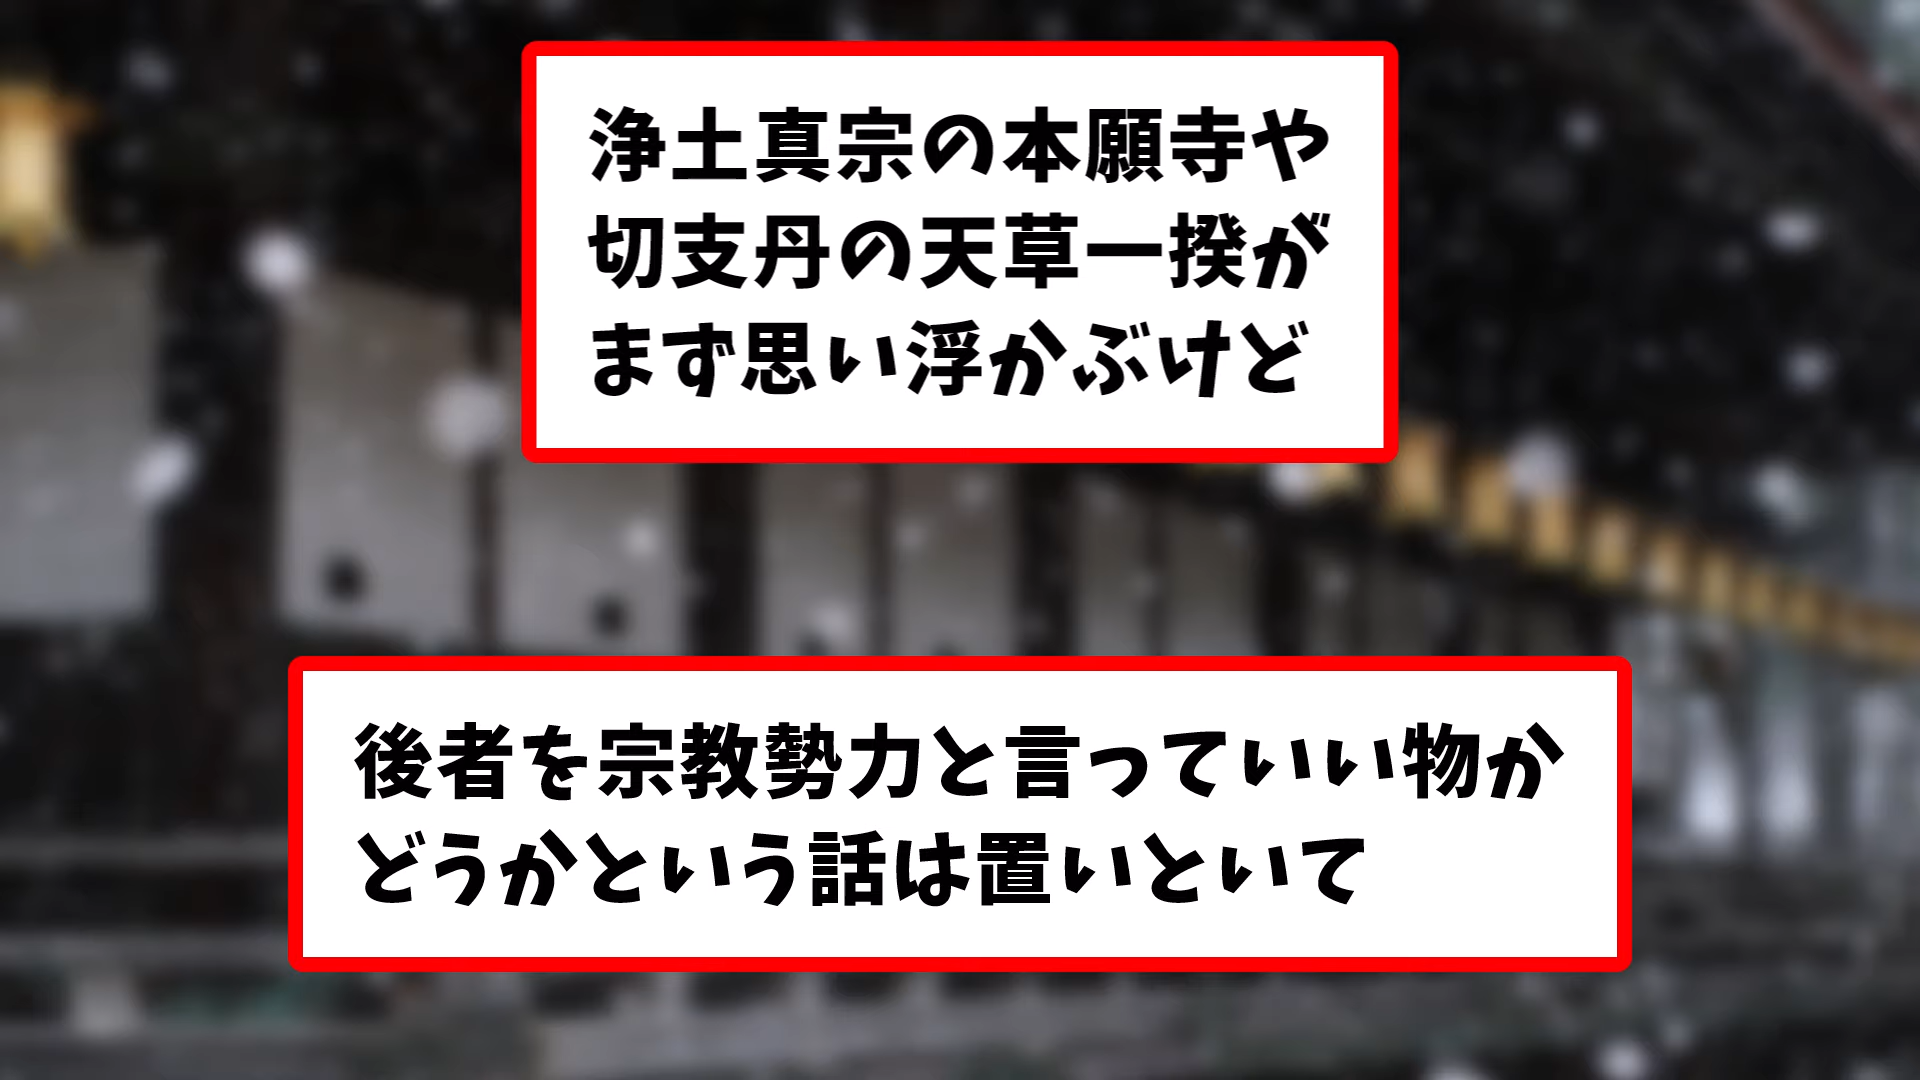 浄土真宗の本願寺や
切支丹の天草一揆が
まず思い浮かぶけど
後者を宗教勢力と言っていい物か
どうかという話は置いといて